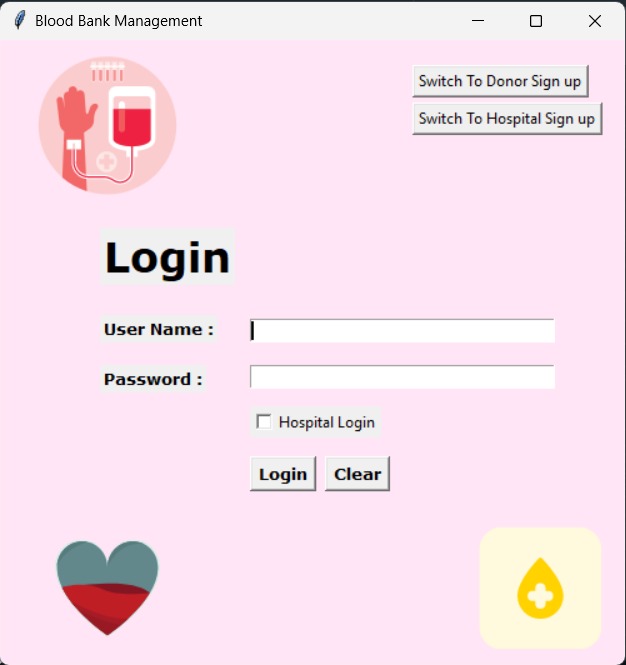 Blood Bank Management
Switch To Donor Sign up
Switch To Hospital Sign up
Login
User Name :
Password :
Hospital Login
Login Clear